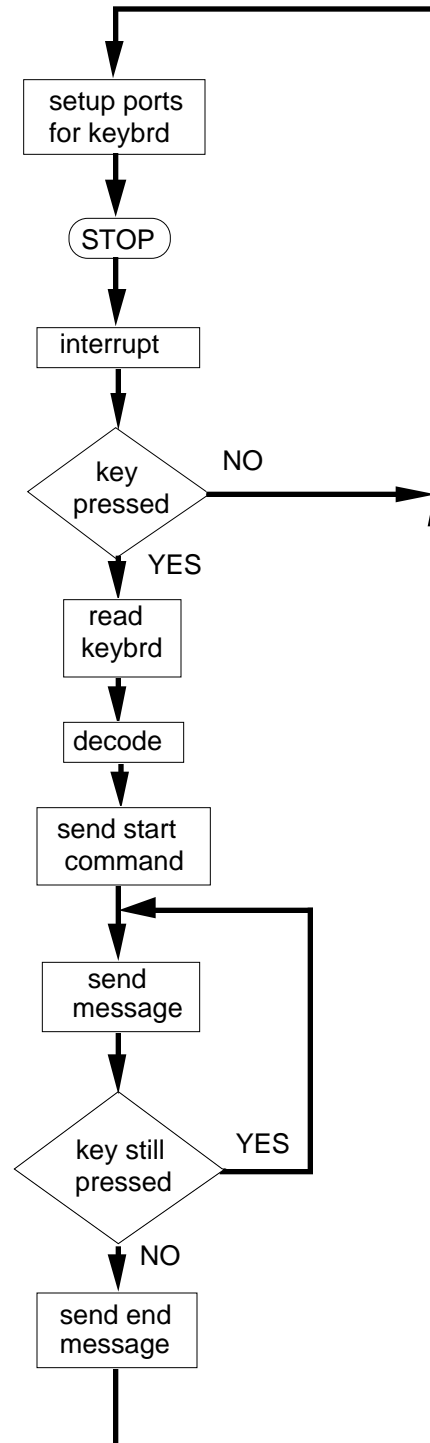 setup ports
for keybrd
STOP
interrupt
key
pressed
NO
YES
read
keybrd
decode
send start
command
send
message
key still
pressed
YES
NO
send end
message